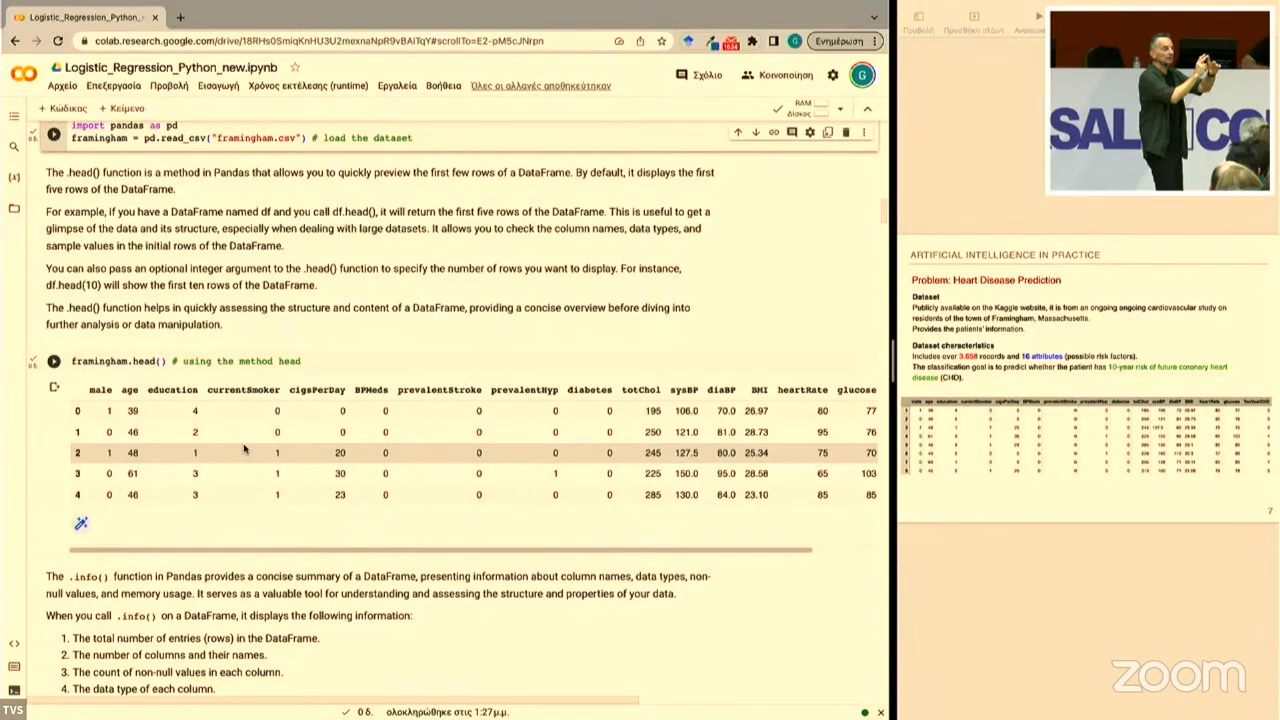 Logistic_Regression_Python_
colab.research.google.com/drive/
Ενημέρωση
Logistic_Regression_Python_new.ipynb
Αρχείο Επεξεργασία Προβολή Εισαγωγή Χρόνος εκτέλεσης (runtime) Εργαλεία Βοήθεια Όλες οι αλλαγές αποθηκεύτηκαν
Σχόλιο Κοινοποίηση G
+ Κώδικας + Κείμενο
RAM
Δίσκος
import pandas as pd
framingham = pd.read_csv("framingham.csv") # load the dataset
The .head() function is a method in Pandas that allows you to quickly preview the first few rows of a DataFrame. By default, it displays the first
five rows of the DataFrame.
For example, if you have a DataFrame named df and you call df.head(), it will return the first five rows of the DataFrame. This is useful to get a
glimpse of the data and its structure, especially when dealing with large datasets. It allows you to check the column names, data types, and
sample values in the initial rows of the DataFrame.
You can also pass an optional integer argument to the .head() function to specify the number of rows you want to display. For instance,
df.head(10) will show the first ten rows of the DataFrame.
The .head() function helps in quickly assessing the structure and content of a DataFrame, providing a concise overview before diving into
further analysis or data manipulation.
framingham.head() # using the method head
male age education currentSmoker cigsPerDay BPMeds prevalentStroke prevalentHyp diabetes totChol sysBP diaBP BMI heartRate glucose
0 1 39 4 0 0 0 0 0 0 195 106.0 70.0 26.97 80 77
1 0 46 2 0 0 0 0 0 0 250 121.0 81.0 28.73 95 76
2 1 48 1 1 20 0 0 0 0 245 127.5 80.0 25.34 75 70
3 0 61 3 1 30 0 0 1 0 225 150.0 95.0 28.58 65 103
4 0 46 3 1 23 0 0 0 0 285 130.0 84.0 23.10 85 85
The .info() function in Pandas provides a concise summary of a DataFrame, presenting information about column names, data types, non-
null values, and memory usage. It serves as a valuable tool for understanding and assessing the structure and properties of your data.
When you call .info() on a DataFrame, it displays the following information:
1. The total number of entries (rows) in the DataFrame.
2. The number of columns and their names.
3. The count of non-null values in each column.
4. The data type of each column.
0 δ. ολοκληρώθηκε στις 1:27μ.μ.
TVS
Προβολή Προσθήκη
SAL CO
ARTIFICIAL INTELLIGENCE IN PRACTICE
Problem: Heart Disease Prediction
Dataset
Publicly available on the Kaggle website, it is from an ongoing ongoing cardiovascular study on
residents of the town of Framingham, Massachusetts.
Provides the patients' information.
Dataset characteristics
Includes over 3.658 records and 16 attributes (possible risk factors).
The classification goal is to predict whether the patient has 10-year risk of future coronary heart
disease (CHD).
7
zoom